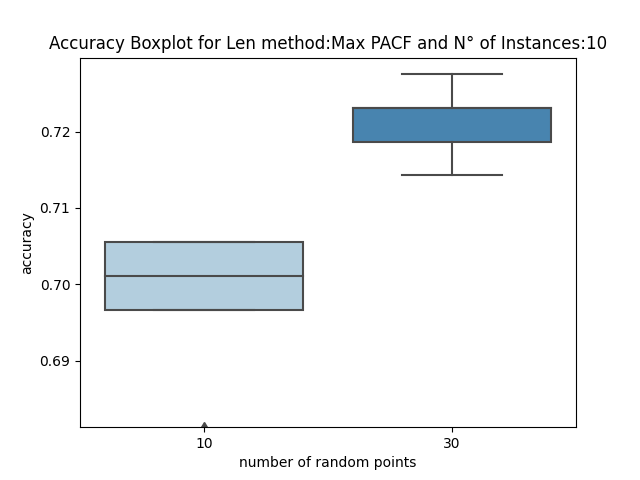 Accuracy Boxplot for Len method:Max PACF and N° of Instances:10
0.72
0.71
0.70
0.69
accuracy
10
30
number of random points